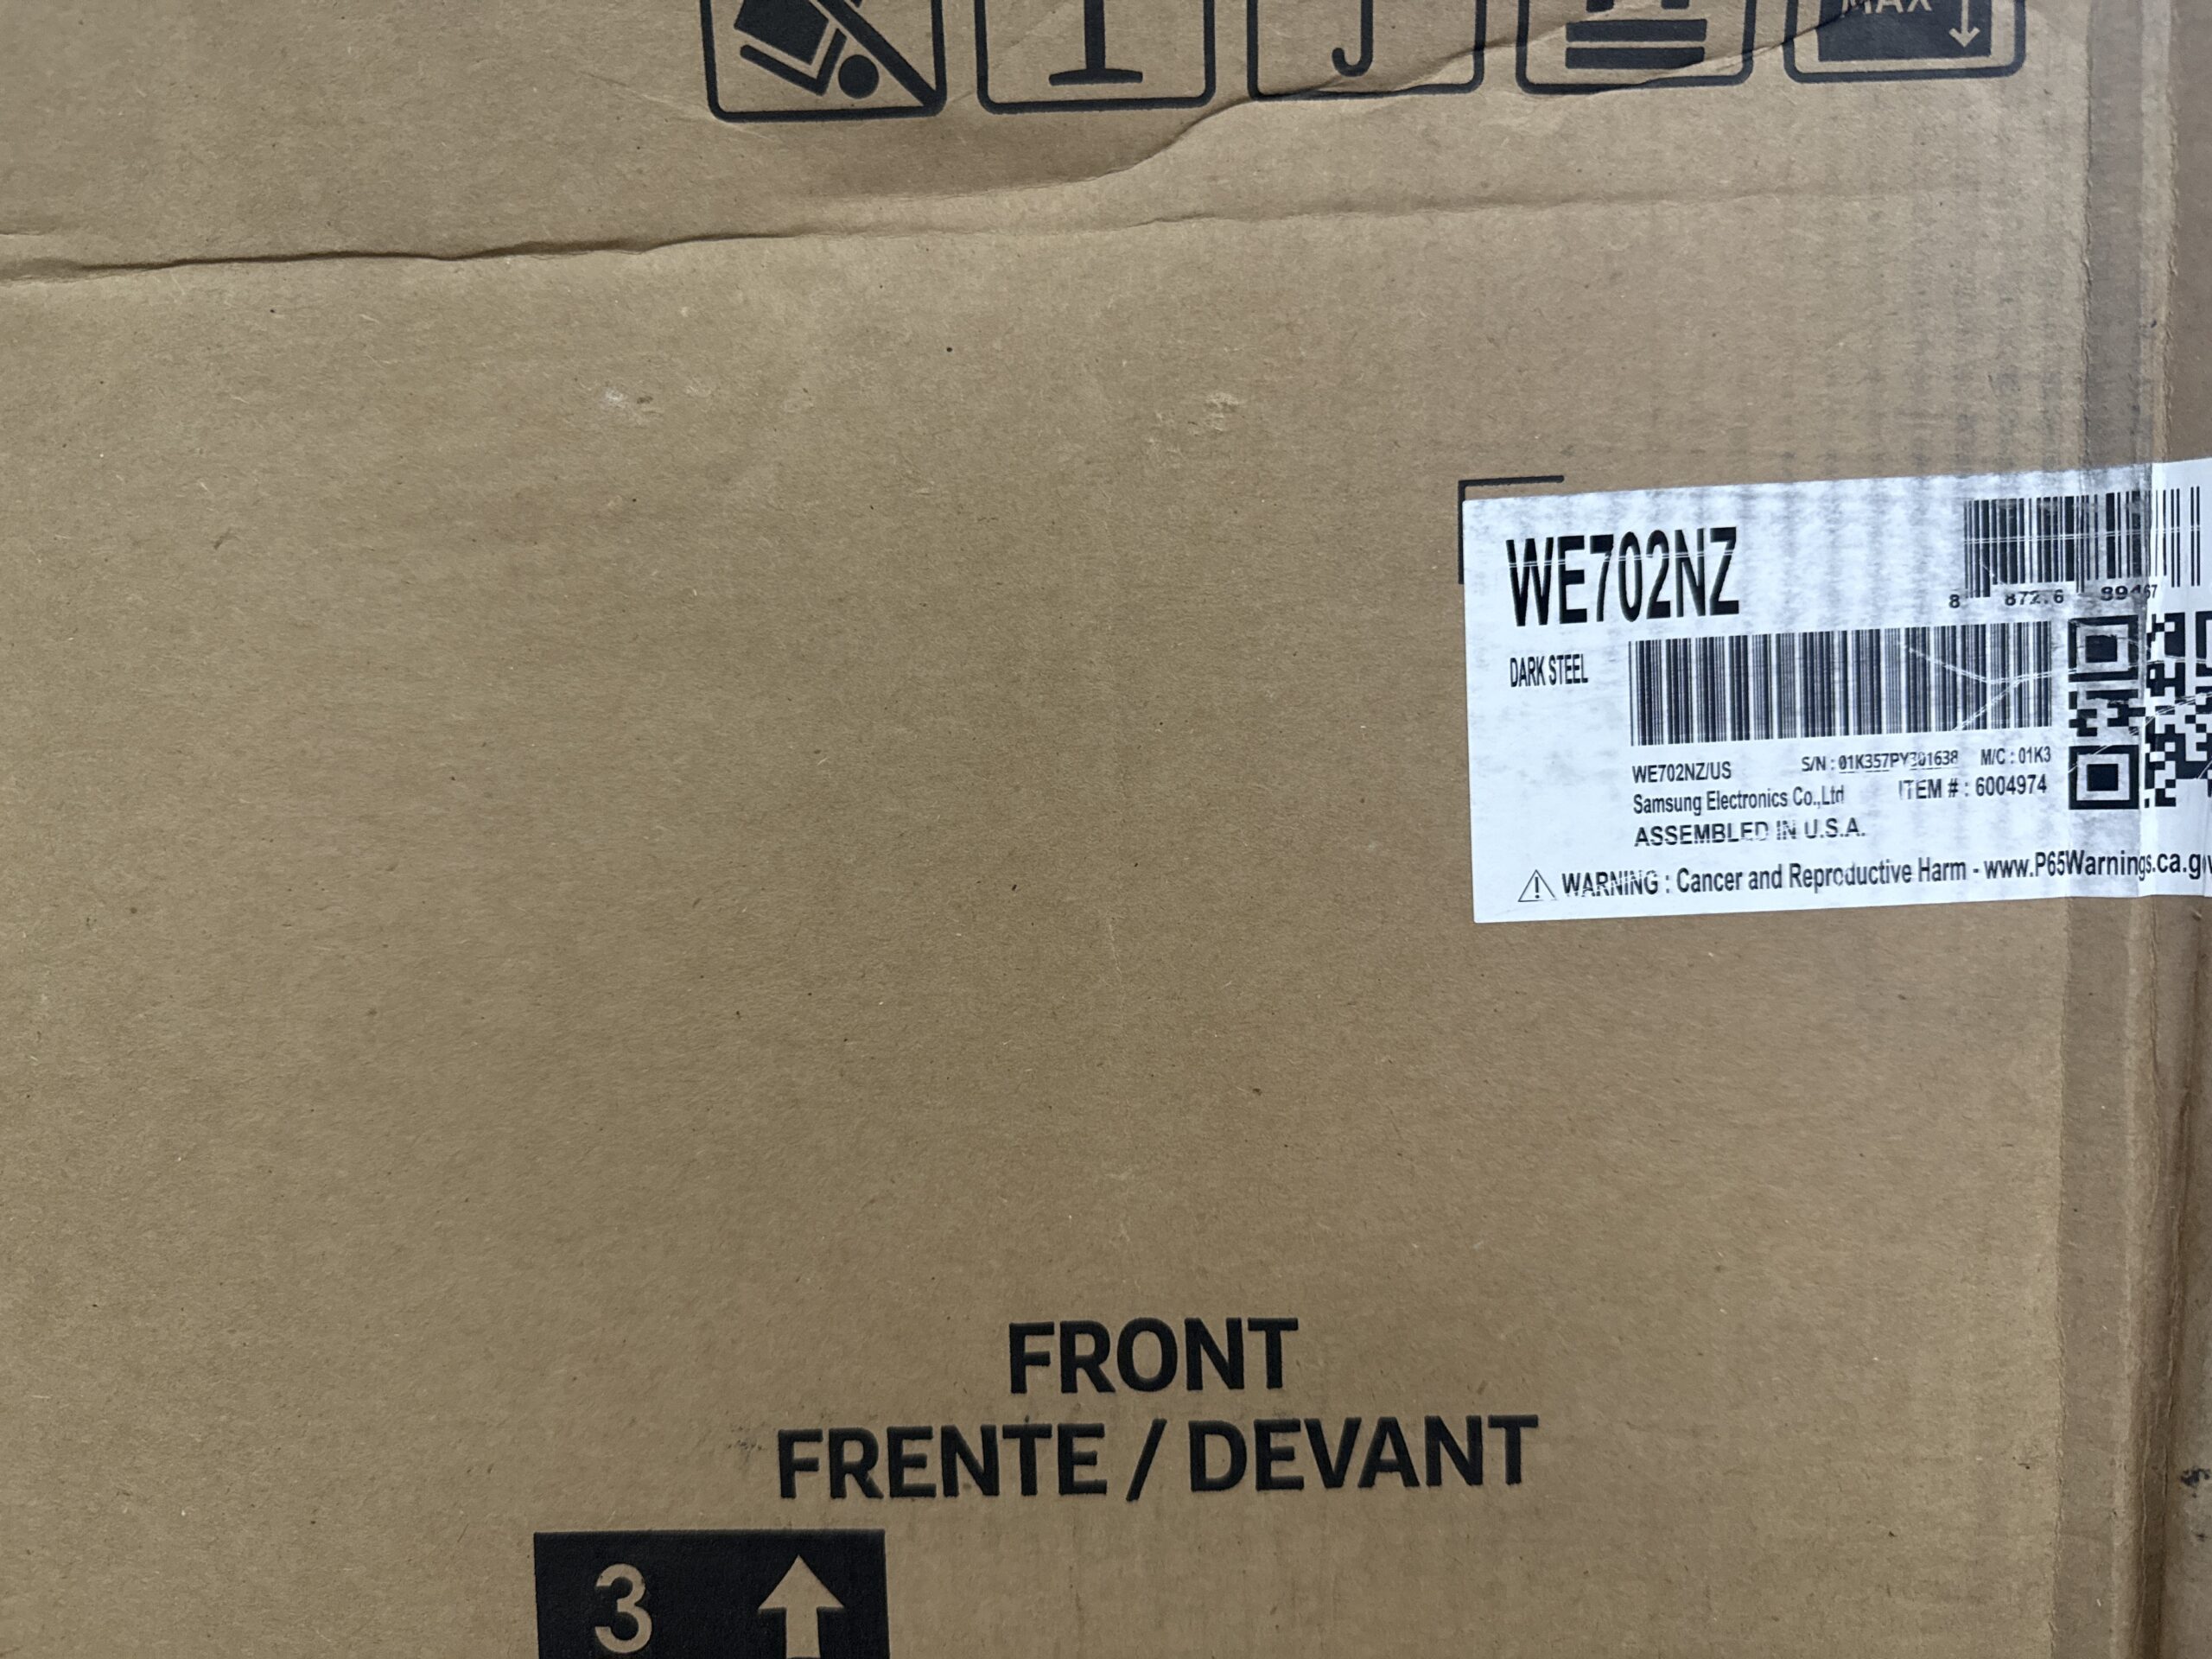 MAX
WE702NZ
DARK STEEL
WE702NZ/US
S/N : 01K357PY301638
M/C : 01K3
Samsung Electronics Co.,Ltd
ITEM # : 6004974
ASSEMBLED IN U.S.A.
WARNING : Cancer and Reproductive Harm - www.P65Warnings.ca.gov
FRONT
FRENTE / DEVANT
3